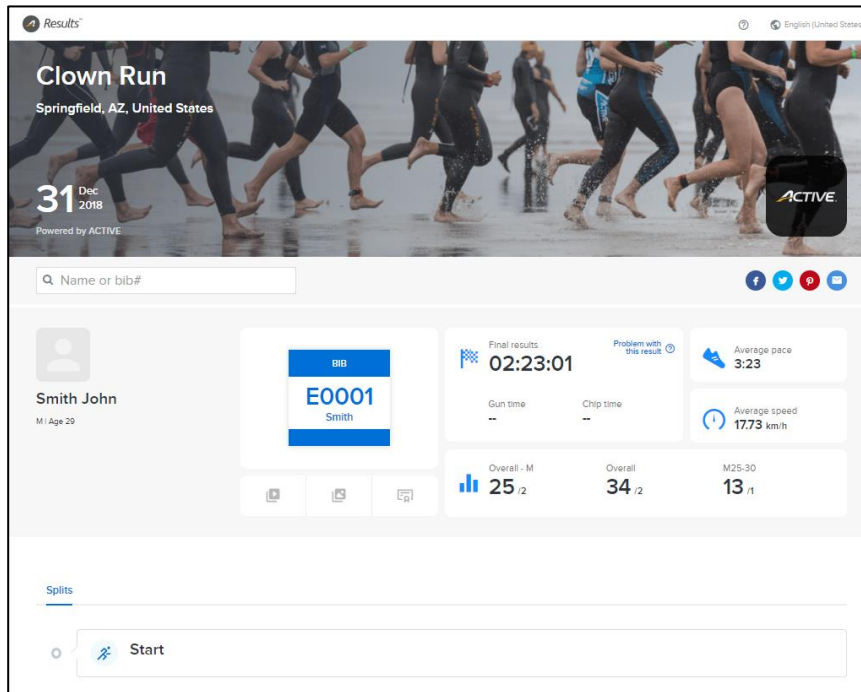 Results™
English (United States
Clown Run
Springfield, AZ, United States
31 Dec 2018
Powered by ACTIVE
ACTIVE
Name or bib#
Smith John
M | Age 29
BIB
E0001
Smith
Final results
02:23:01
Problem with this result
Gun time
--
Chip time
--
Average pace
3:23
Average speed
17.73 km/h
Overall - M
25 /2
Overall
34 /2
M25-30
13 /1
Splits
Start